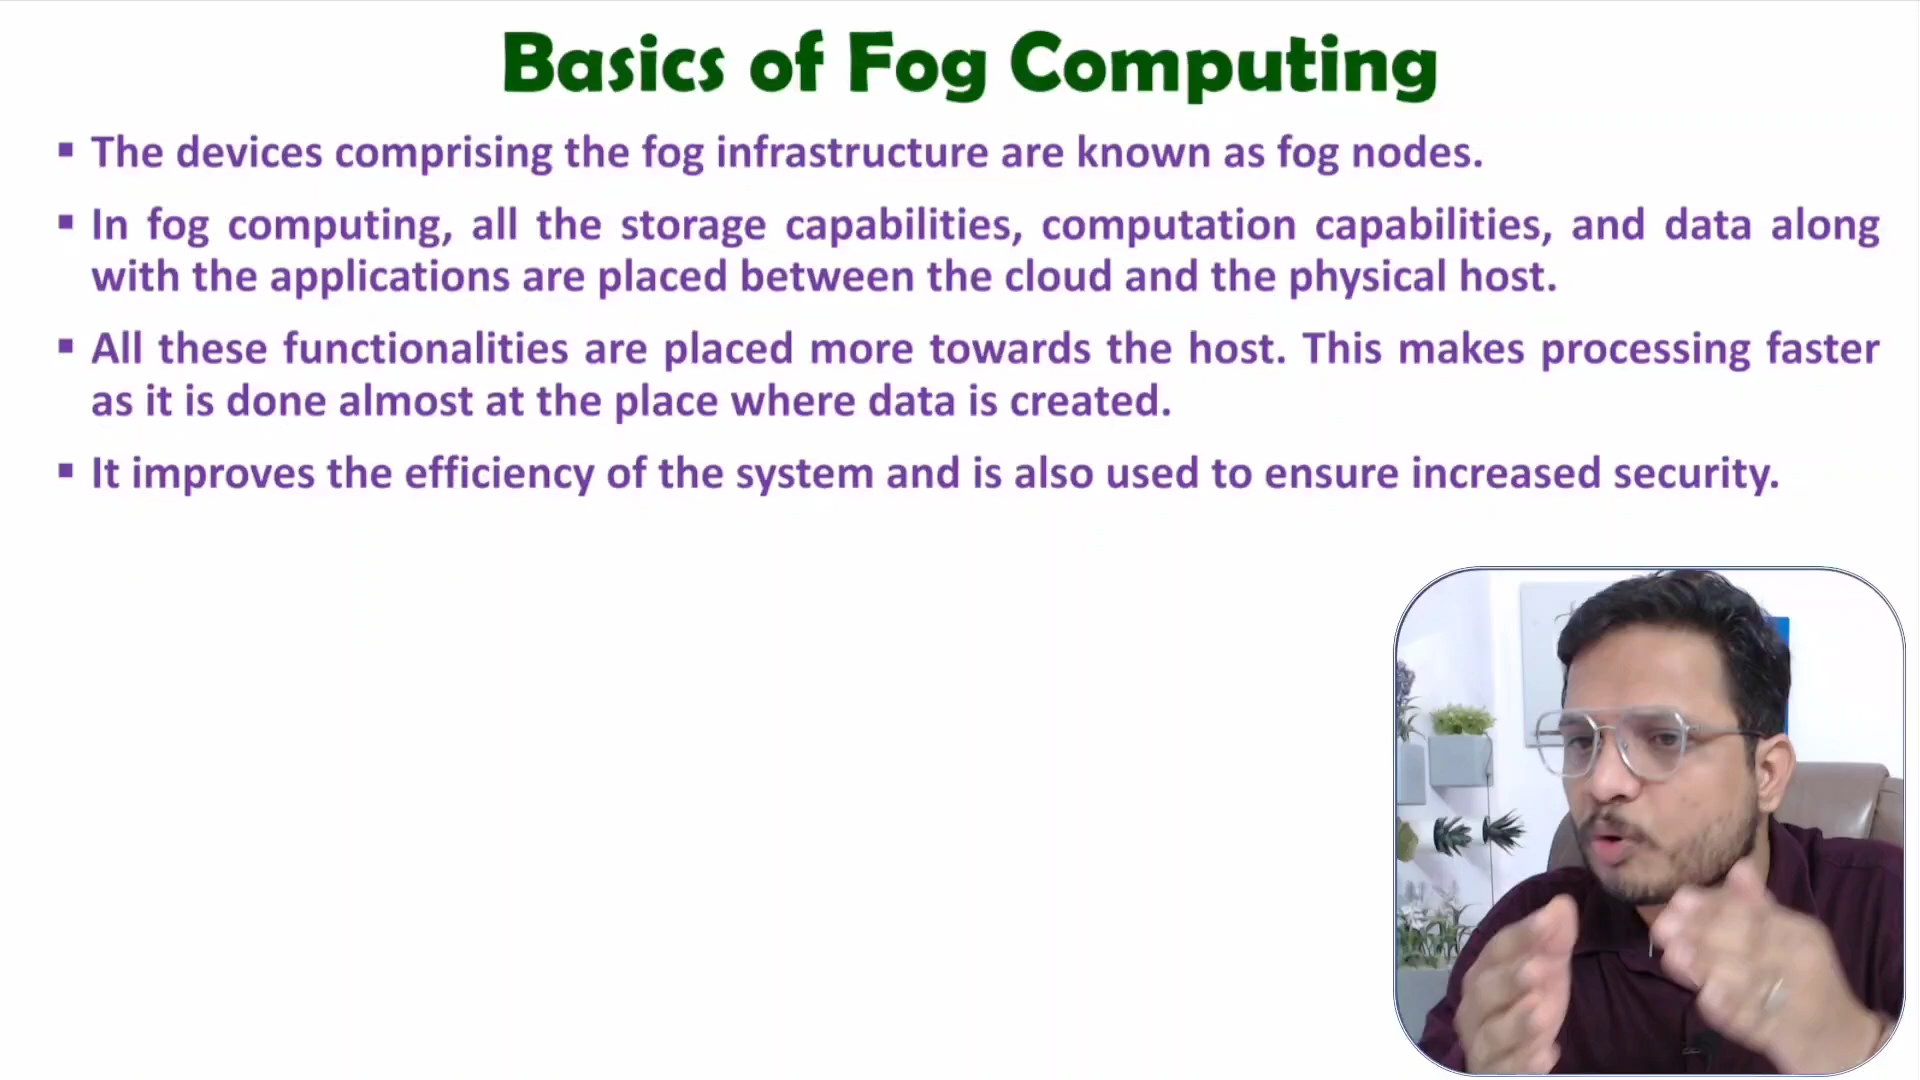 Basics of Fog Computing
▪ The devices comprising the fog infrastructure are known as fog nodes.
▪ In fog computing, all the storage capabilities, computation capabilities, and data along
with the applications are placed between the cloud and the physical host.
▪ All these functionalities are placed more towards the host. This makes processing faster
as it is done almost at the place where data is created.
▪ It improves the efficiency of the system and is also used to ensure increased security.